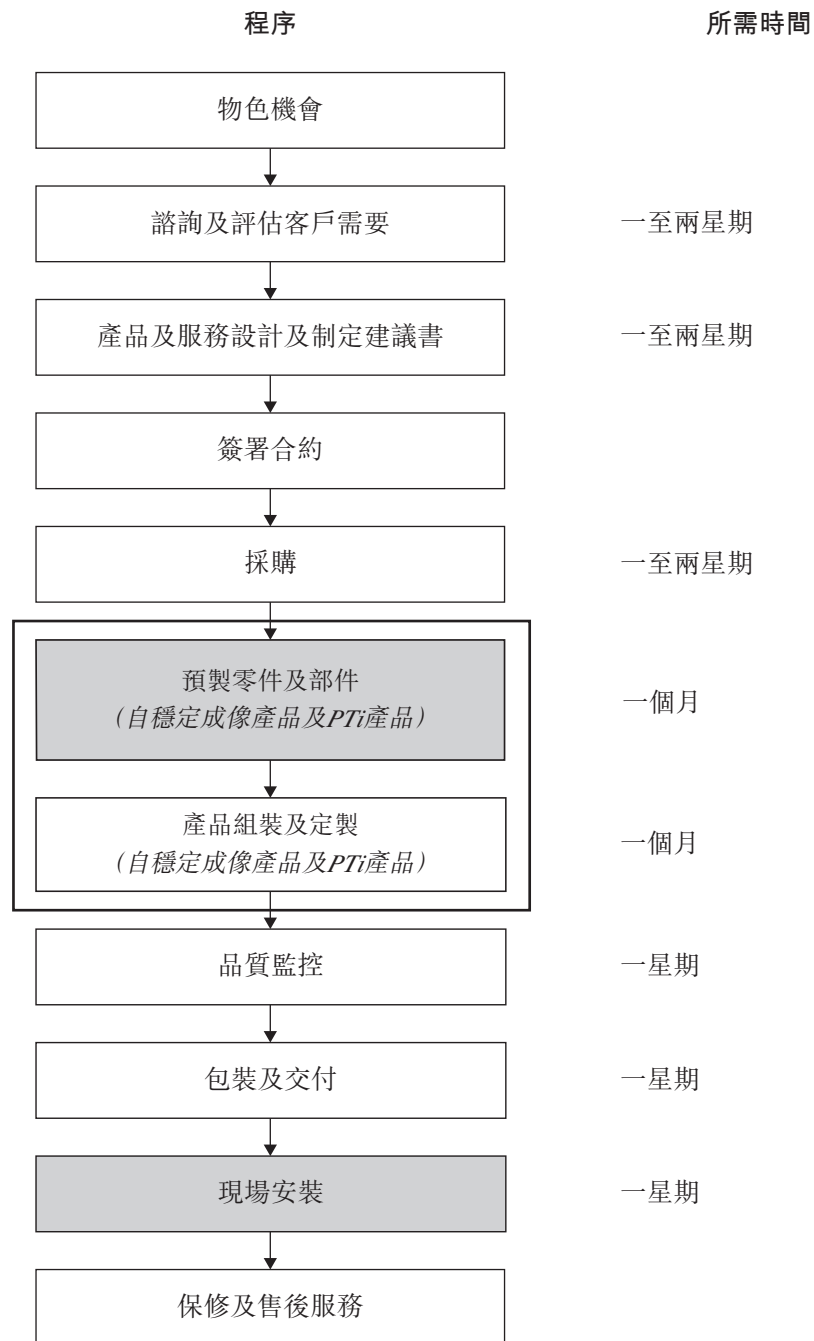 程序 所需時間
物色機會
諮詢及評估客戶需要 一至兩星期
產品及服務設計及制定建議書 一至兩星期
簽署合約
採購 一至兩星期
預製零件及部件
(自穩定成像產品及PTi產品) 一個月
產品組裝及定製
(自穩定成像產品及PTi產品) 一個月
品質監控 一星期
包裝及交付 一星期
現場安裝 一星期
保修及售後服務